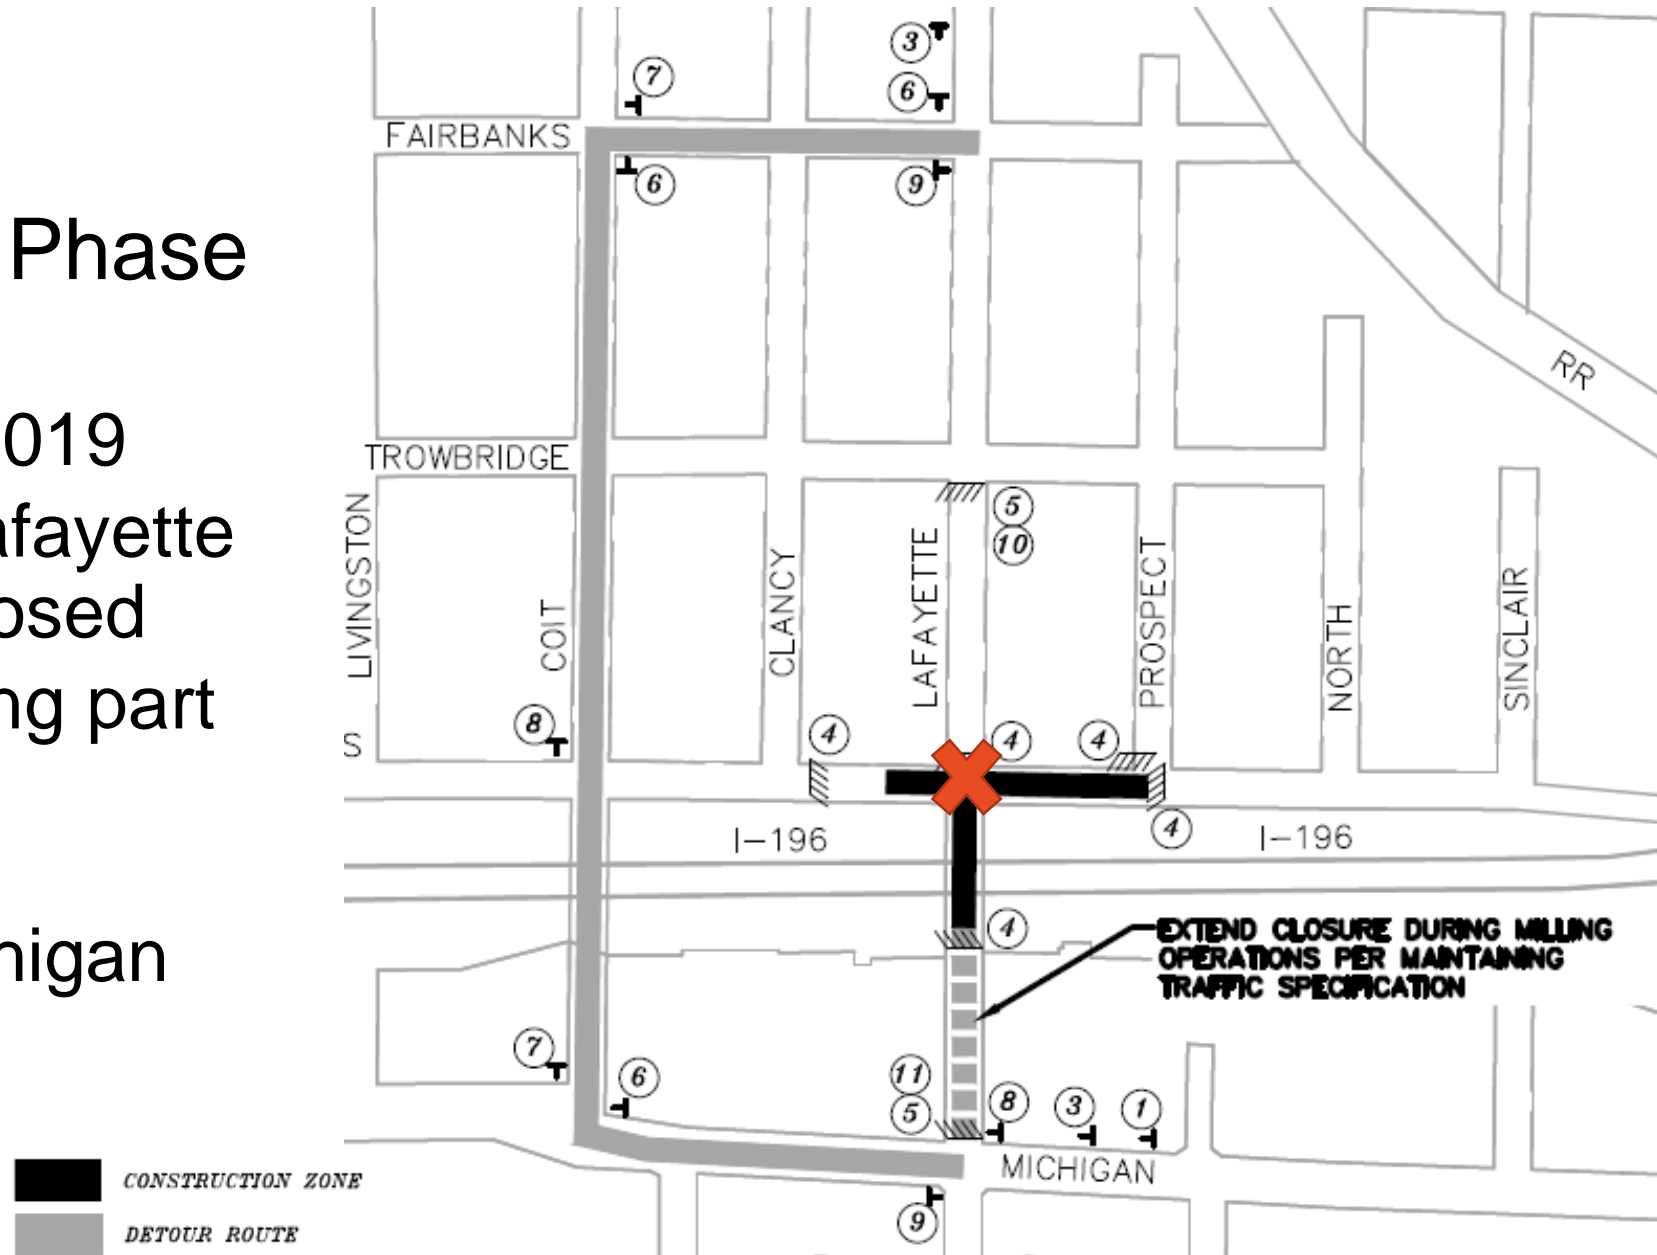 Phase
019
afayette
osed
ng part
nigan
3
7
6
FAIRBANKS
6
9
RR
TROWBRIDGE
LIVINGSTON
COIT
CLANCY
LAFAYETTE
5
10
PROSPECT
NORTH
SINCLAIR
S
8
4
4
4
4
I-196
I-196
4
EXTEND CLOSURE DURING MILLING
OPERATIONS PER MAINTAINING
TRAFFIC SPECIFICATION
7
6
11
5
8
3
1
MICHIGAN
9
CONSTRUCTION ZONE
DETOUR ROUTE